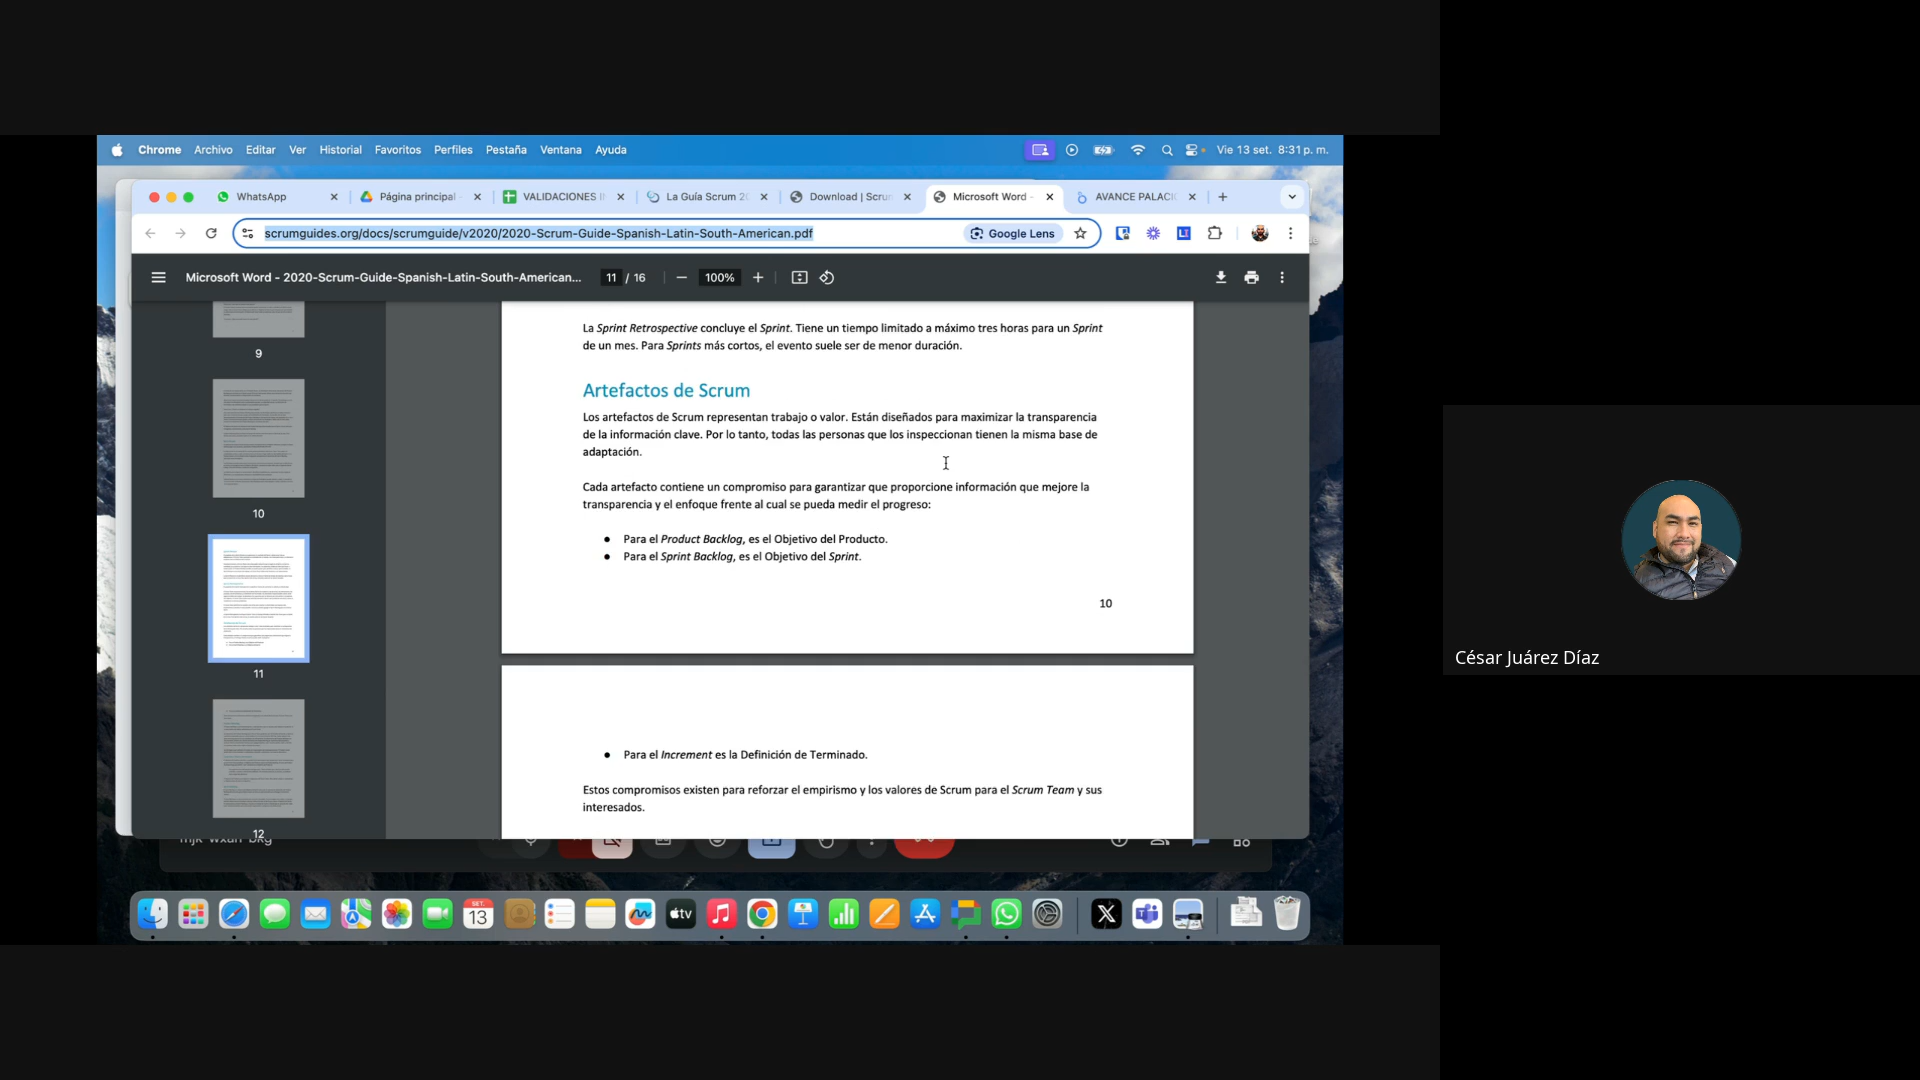 Chrome Archivo Editar Ver Historial Favoritos Perfiles Pestaña Ventana Ayuda Vie 13 set. 8:31 p. m.
WhatsApp Página principal VALIDACIONES La Guía Scrum Download | Scrum Microsoft Word - AVANCE
scrumguides.org/docs/scrumguide/v2020/2020-Scrum-Guide-Spanish-Latin-South-American.pdf Google Lens
Microsoft Word - 2020-Scrum-Guide-Spanish-Latin-South-American... 11 / 16 100%
9
10
11
12
La Sprint Retrospective concluye el Sprint. Tiene un tiempo limitado a máximo tres horas para un Sprint
de un mes. Para Sprints más cortos, el evento suele ser de menor duración.
Artefactos de Scrum
Los artefactos de Scrum representan trabajo o valor. Están diseñados para maximizar la transparencia
de la información clave. Por lo tanto, todas las personas que los inspeccionan tienen la misma base de
adaptación.
Cada artefacto contiene un compromiso para garantizar que proporcione información que mejore la
transparencia y el enfoque frente al cual se pueda medir el progreso:
● Para el Product Backlog, es el Objetivo del Producto.
● Para el Sprint Backlog, es el Objetivo del Sprint.
10
● Para el Increment es la Definición de Terminado.
Estos compromisos existen para reforzar el empirismo y los valores de Scrum para el Scrum Team y sus
interesados.
SET.
13
tv
César Juárez Díaz